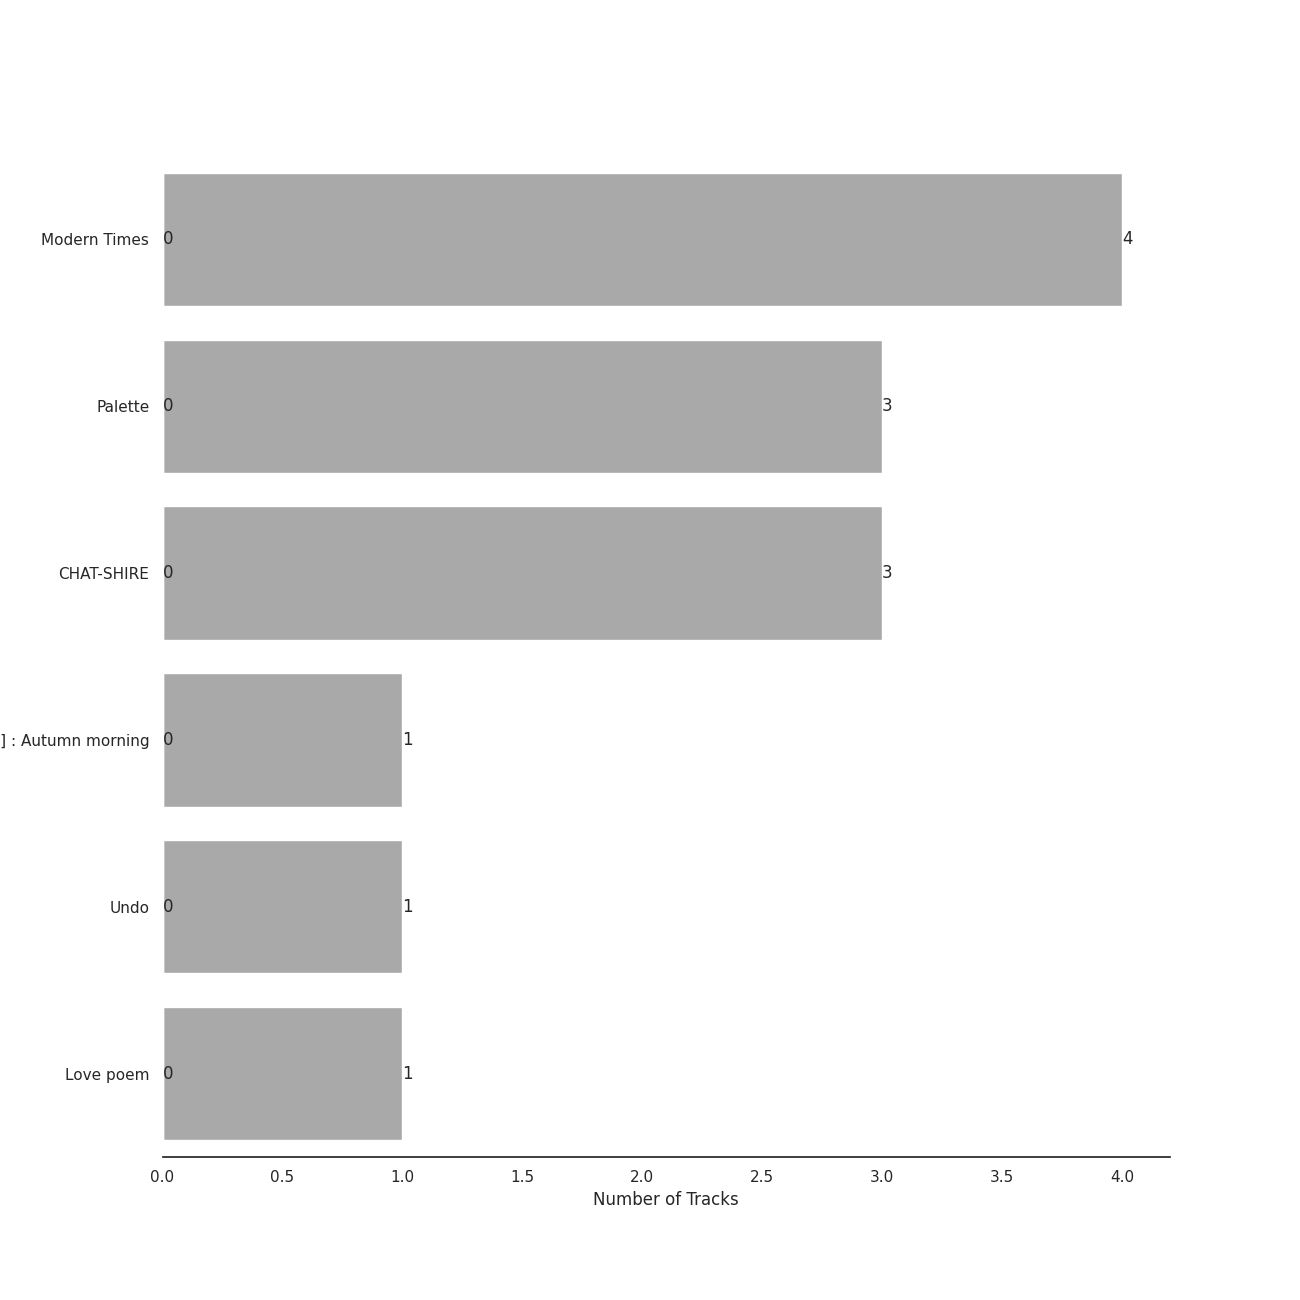 Modern Times 0 4
Palette 0 3
CHAT-SHIRE 0 3
] : Autumn morning 0 1
Undo 0 1
Love poem 0 1
0.0 0.5 1.0 1.5 2.0 2.5 3.0 3.5 4.0
Number of Tracks